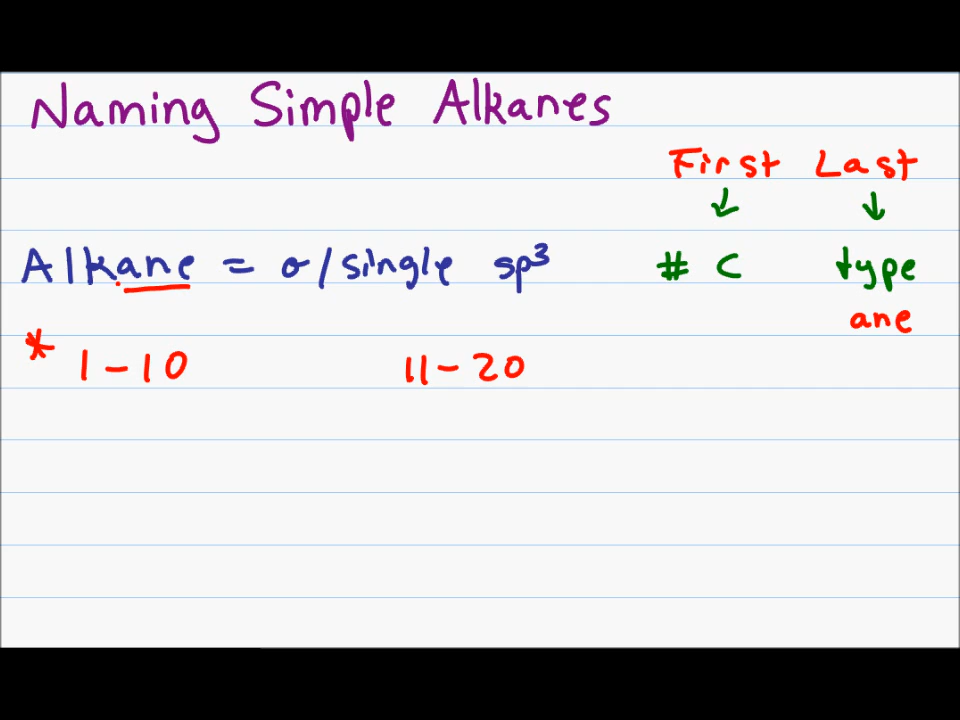 Naming Simple Alkanes
First Last
↓ ↓
Alkane = σ/single sp³ # C type
ane
* 1-10 11-20